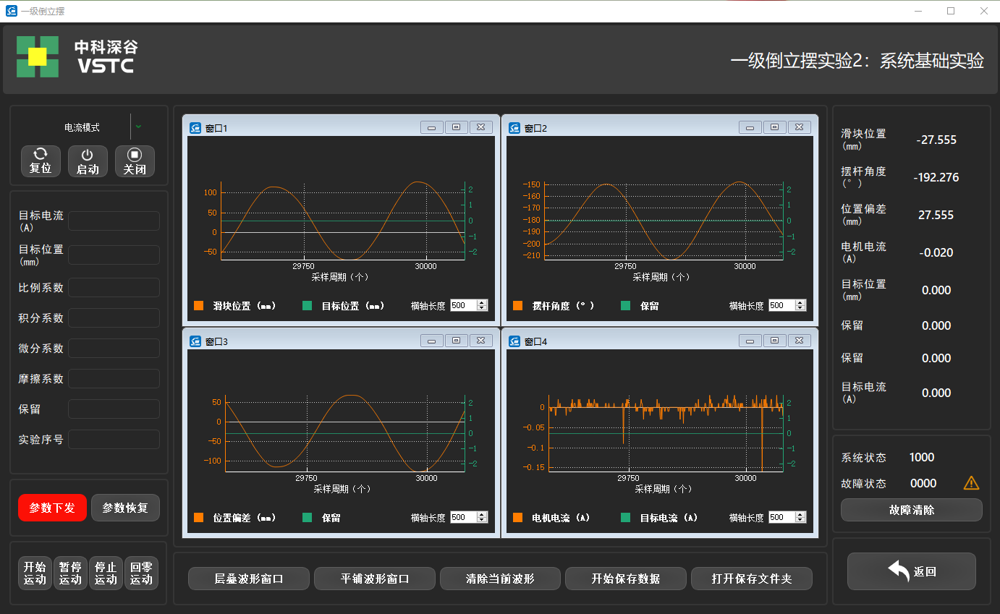 一级倒立摆
中科深谷
VSTC
一级倒立摆实验2：系统基础实验
电流模式
复位
启动
关闭
目标电流
(A)
目标位置
(mm)
比例系数
积分系数
微分系数
摩擦系数
保留
实验序号
参数下发
参数恢复
开始
运动
暂停
运动
停止
运动
回零
运动
窗口1
100
50
0
-50
2
1
0
-1
-2
29750
30000
采样周期（个）
滑块位置（mm）
目标位置（mm）
横轴长度
500
窗口2
-150
-160
-170
-180
-190
-200
-210
2
1
0
-1
-2
29750
30000
采样周期（个）
摆杆角度（°）
保留
横轴长度
500
窗口3
50
0
-50
-100
2
1
0
-1
-2
29750
30000
采样周期（个）
位置偏差（mm）
保留
横轴长度
500
窗口4
0
-0.05
-0.1
-0.15
2
1
0
-1
-2
29750
30000
采样周期（个）
电机电流（A）
目标电流（A）
横轴长度
500
层叠波形窗口
平铺波形窗口
清除当前波形
开始保存数据
打开保存文件夹
滑块位置
(mm)
-27.555
摆杆角度
(°)
-192.276
位置偏差
(mm)
27.555
电机电流
(A)
-0.020
目标位置
(mm)
0.000
保留
0.000
保留
0.000
目标电流
(A)
0.000
系统状态
1000
故障状态
0000
故障清除
返回